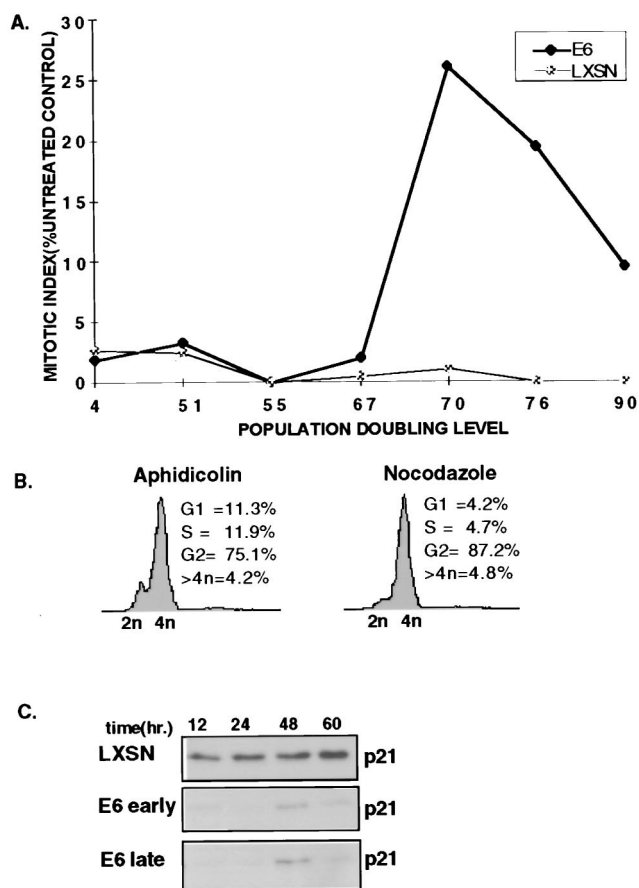 A.
MITOTIC INDEX(%UNTREATED CONTROL)
30
25
20
15
10
5
0
E6
LXSN
4 51 55 67 70 76 90
POPULATION DOUBLING LEVEL
B.
Aphidicolin
G1 =11.3%
S = 11.9%
G2= 75.1%
>4n=4.2%
2n 4n
Nocodazole
G1 =4.2%
S = 4.7%
G2= 87.2%
>4n=4.8%
2n 4n
C.
time(hr.) 12 24 48 60
LXSN p21
E6 early p21
E6 late p21